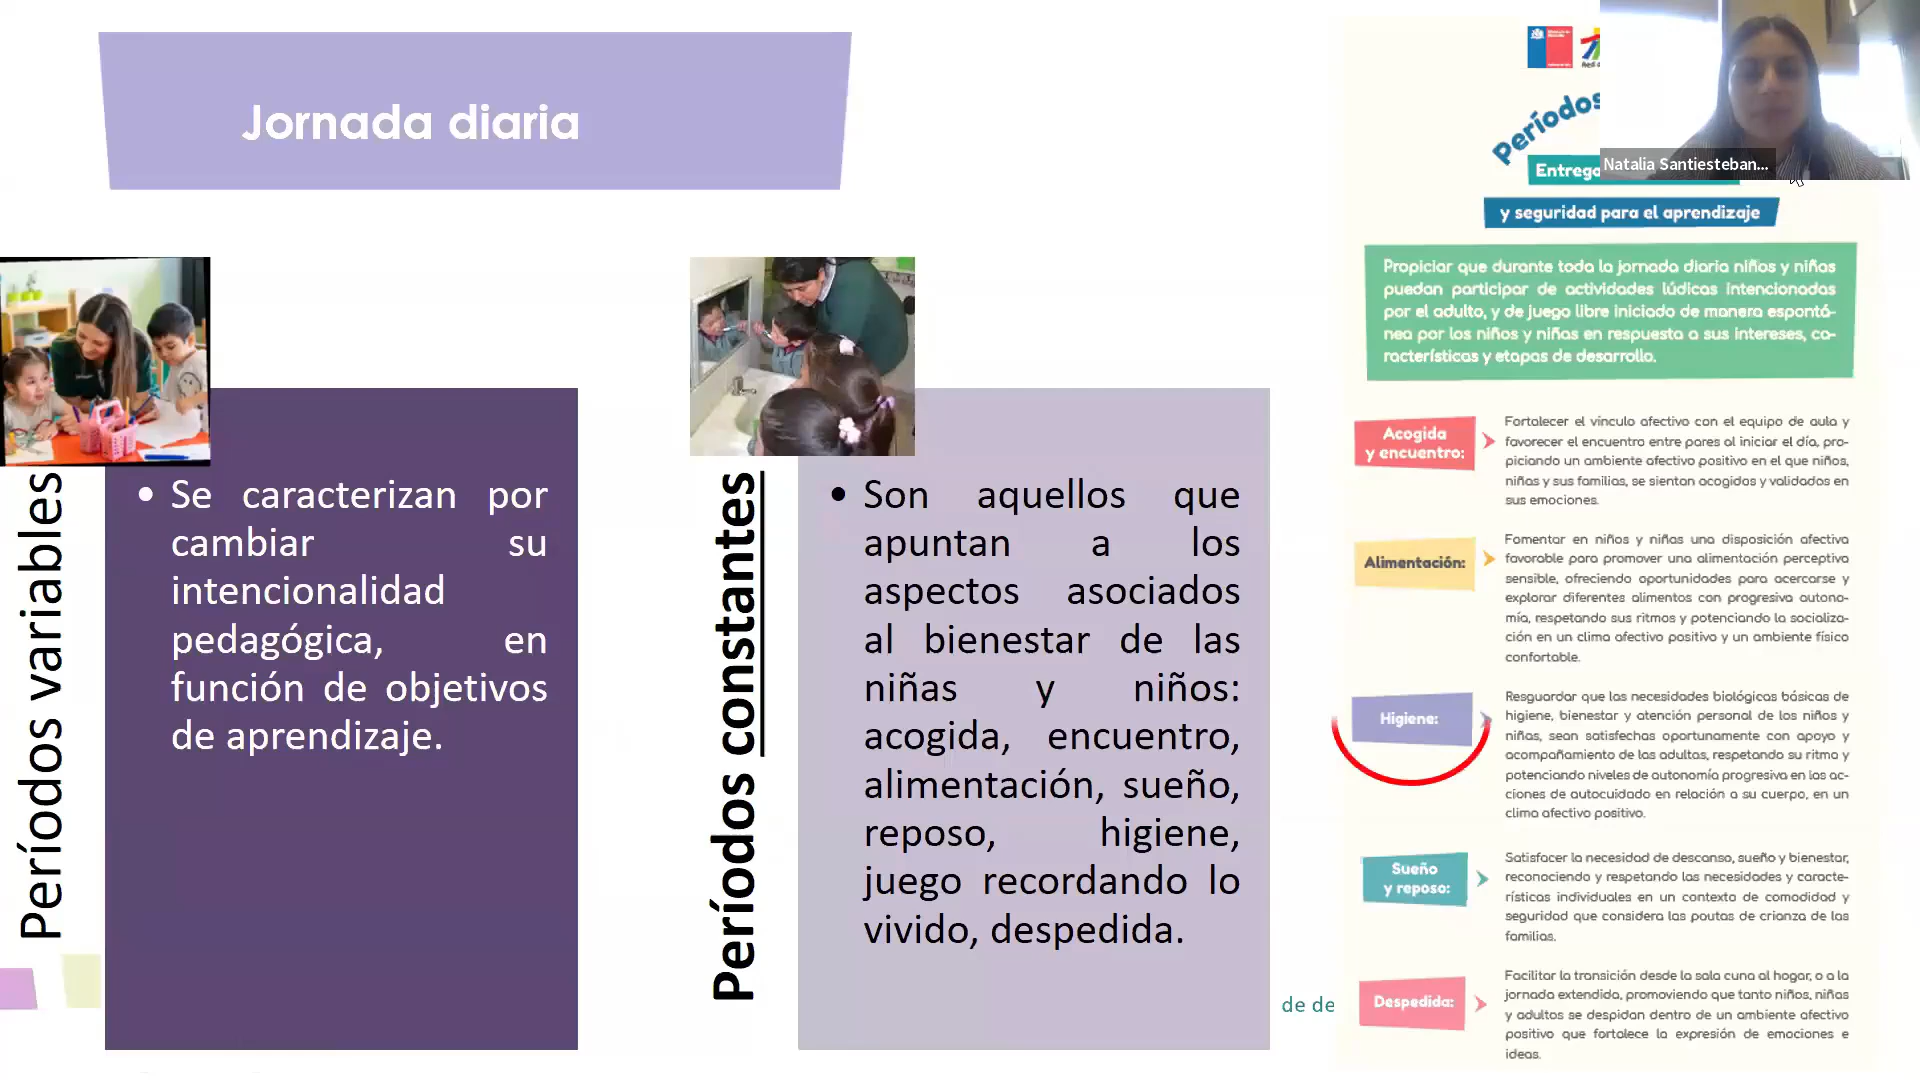 Jornada diaria
Períodos variables
• Se caracterizan por
cambiar su
intencionalidad
pedagógica, en
función de objetivos
de aprendizaje.
Períodos constantes
• Son aquellos que
apuntan a los
aspectos asociados
al bienestar de las
niñas y niños:
acogida, encuentro,
alimentación, sueño,
reposo, higiene,
juego recordando lo
vivido, despedida.
de de
Períodos
Entrega
Natalia Santiesteban...
y seguridad para el aprendizaje
Propiciar que durante toda la jornada diaria niños y niñas
puedan participar de actividades lúdicas intencionadas
por el adulto, y de juego libre iniciado de manera espontá-
nea por los niños y niñas en respuesta a sus intereses, ca-
racterísticas y etapas de desarrollo.
Acogida
y encuentro:
Fortalecer el vínculo afectivo con el equipo de aula y
favorecer el encuentro entre pares al iniciar el día, pro-
piciando un ambiente afectivo positivo en el que niños,
niñas y sus familias, se sientan acogidos y validados en
sus emociones.
Alimentación:
Fomentar en niños y niñas una disposición afectiva
favorable para promover una alimentación perceptiva
sensible, ofreciendo oportunidades para acercarse y
explorar diferentes alimentos con progresiva autono-
mía, respetando sus ritmos y potenciando la socializa-
ción en un clima afectivo positivo y un ambiente físico
confortable.
Higiene:
Resguardar que las necesidades biológicas básicas de
higiene, bienestar y atención personal de los niños y
niñas, sean satisfechas oportunamente con apoyo y
acompañamiento de las adultas, respetando su ritmo y
potenciando niveles de autonomía progresiva en las ac-
ciones de autocuidado en relación a su cuerpo, en un
clima afectivo positivo.
Sueño
y reposo:
Satisfacer la necesidad de descanso, sueño y bienestar,
reconociendo y respetando las necesidades y caracte-
rísticas individuales en un contexto de comodidad y
seguridad que considera las pautas de crianza de las
familias.
Despedida:
Facilitar la transición desde la sala cuna al hogar, o a la
jornada extendida, promoviendo que tanto niños, niñas
y adultos se despidan dentro de un ambiente afectivo
positivo que fortalece la expresión de emociones e
ideas.